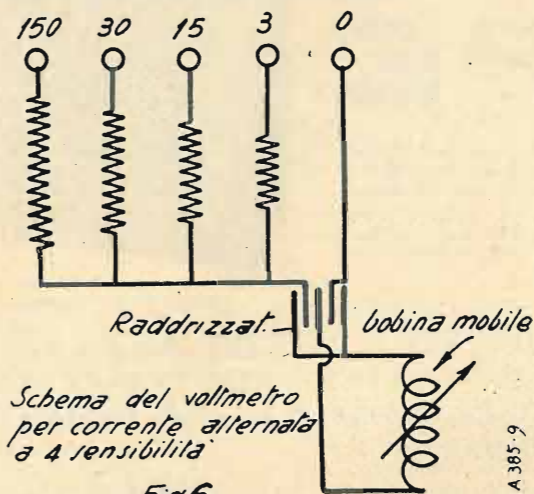 150 30 15 3 0
Raddrizzat.
bobina mobile
Schema del voltmetro
per corrente alternata
a 4 sensibilità
Fig 6
A 385-9